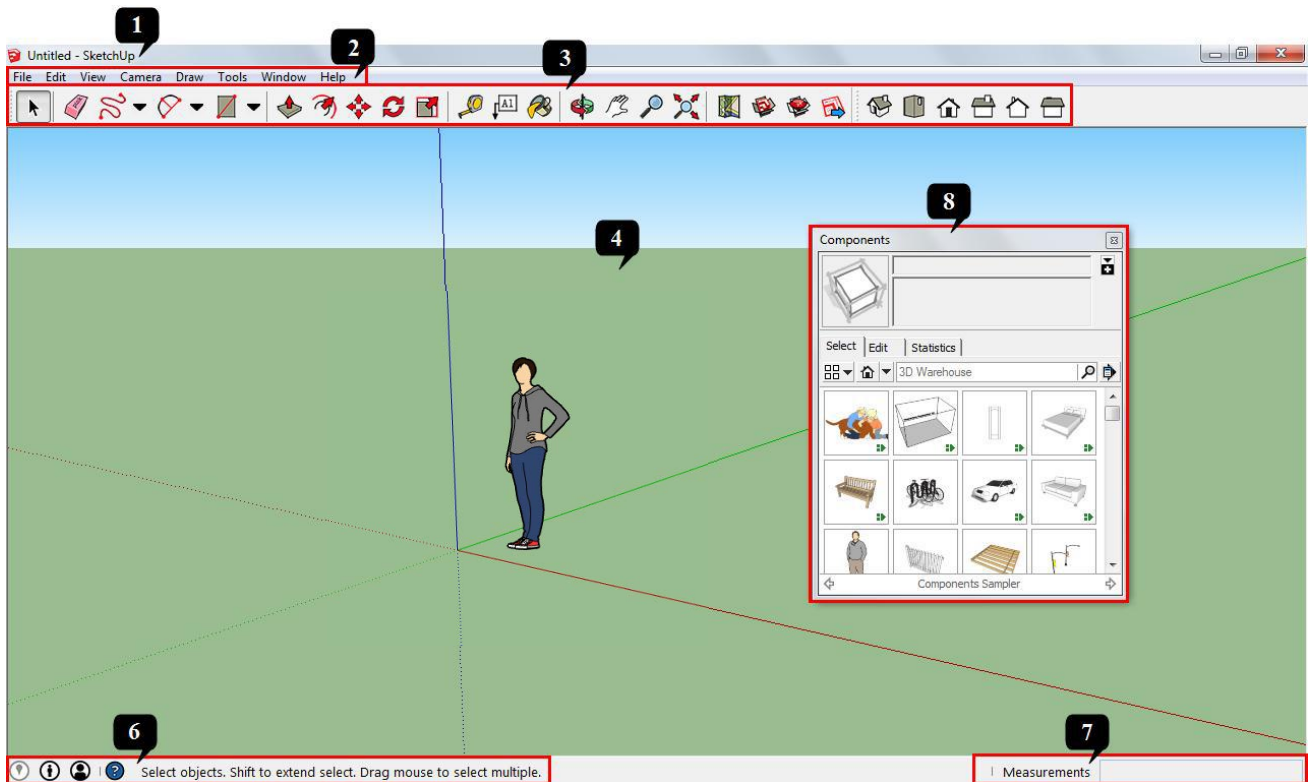 1
Untitled - SketchUp
2
3
File Edit View Camera Draw Tools Window Help
A1
8
4
Components
Select Edit Statistics
3D Warehouse
Components Sampler
6
7
Select objects. Shift to extend select. Drag mouse to select multiple.
Measurements